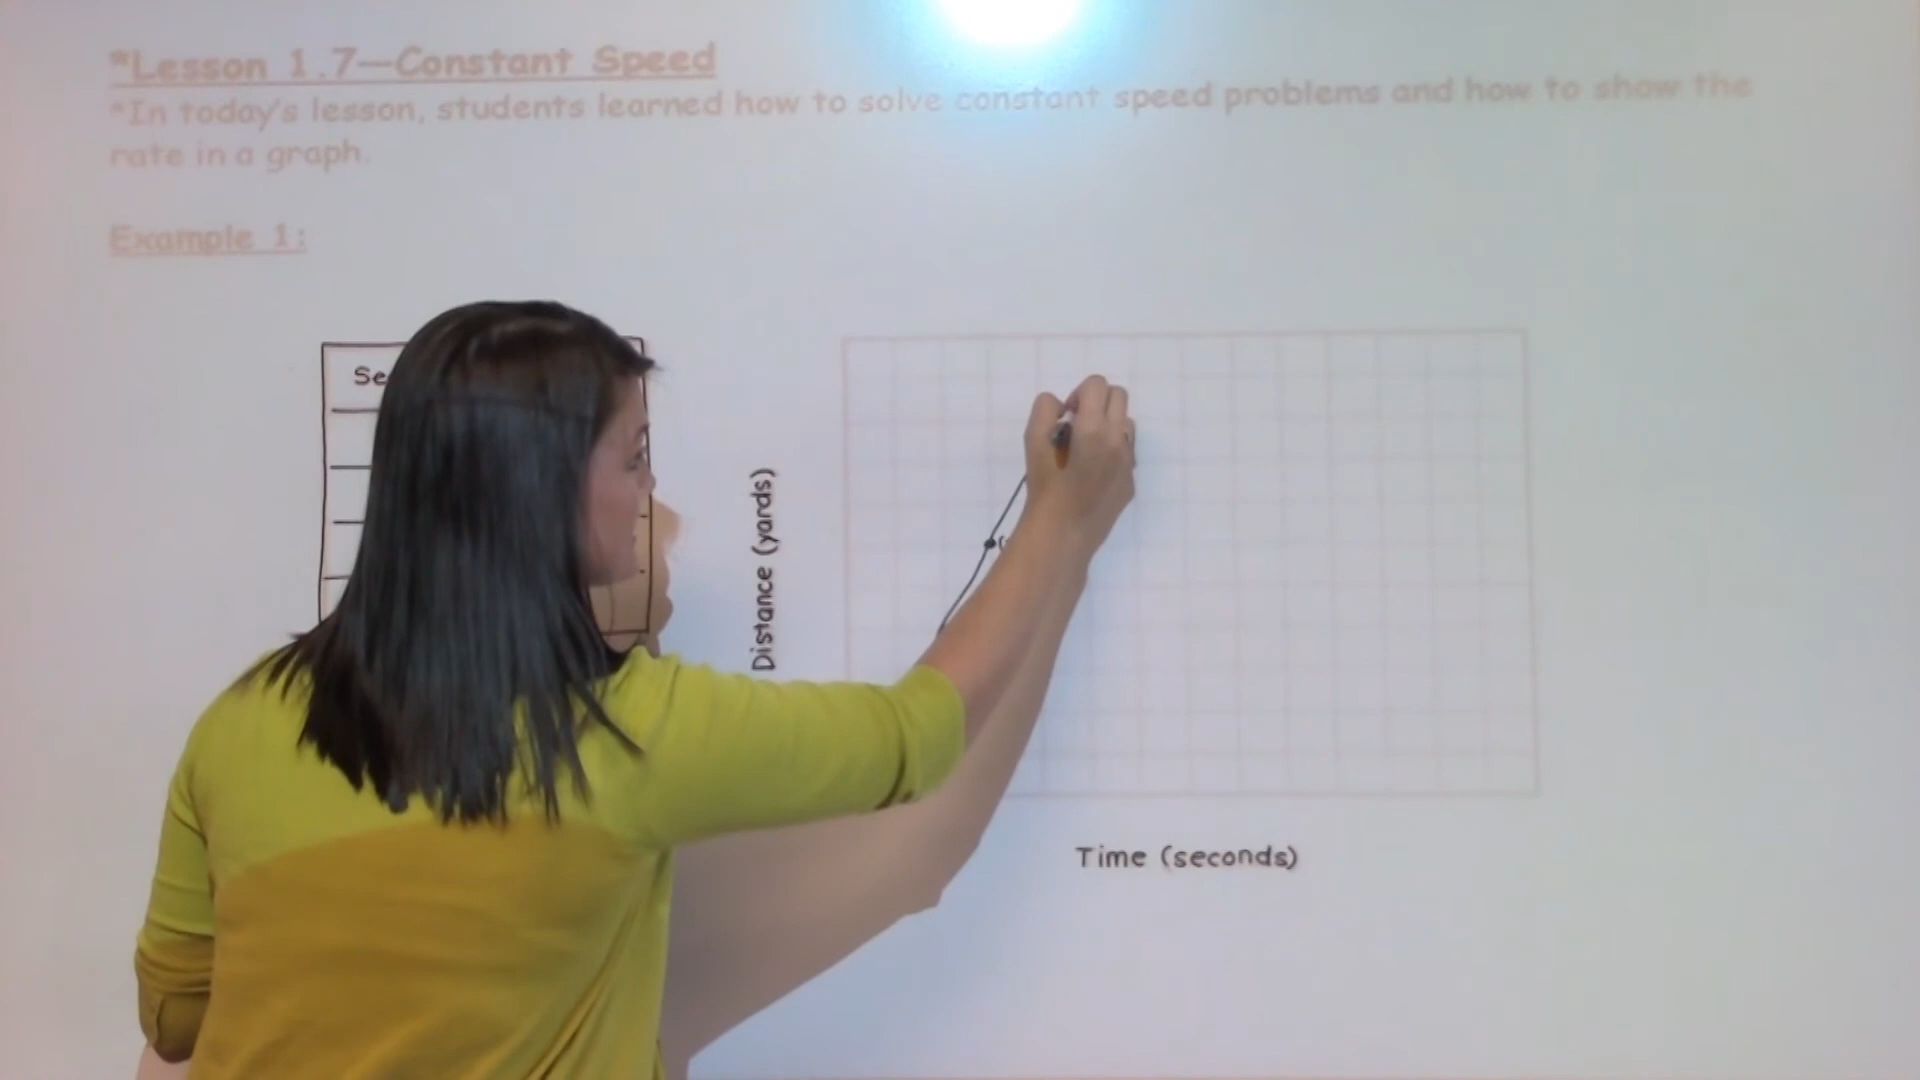 *Lesson 1.7—Constant Speed
*In today's lesson, students learned how to solve constant speed problems and how to show the
rate in a graph.
Example 1:
Distance (yards)
Time (seconds)